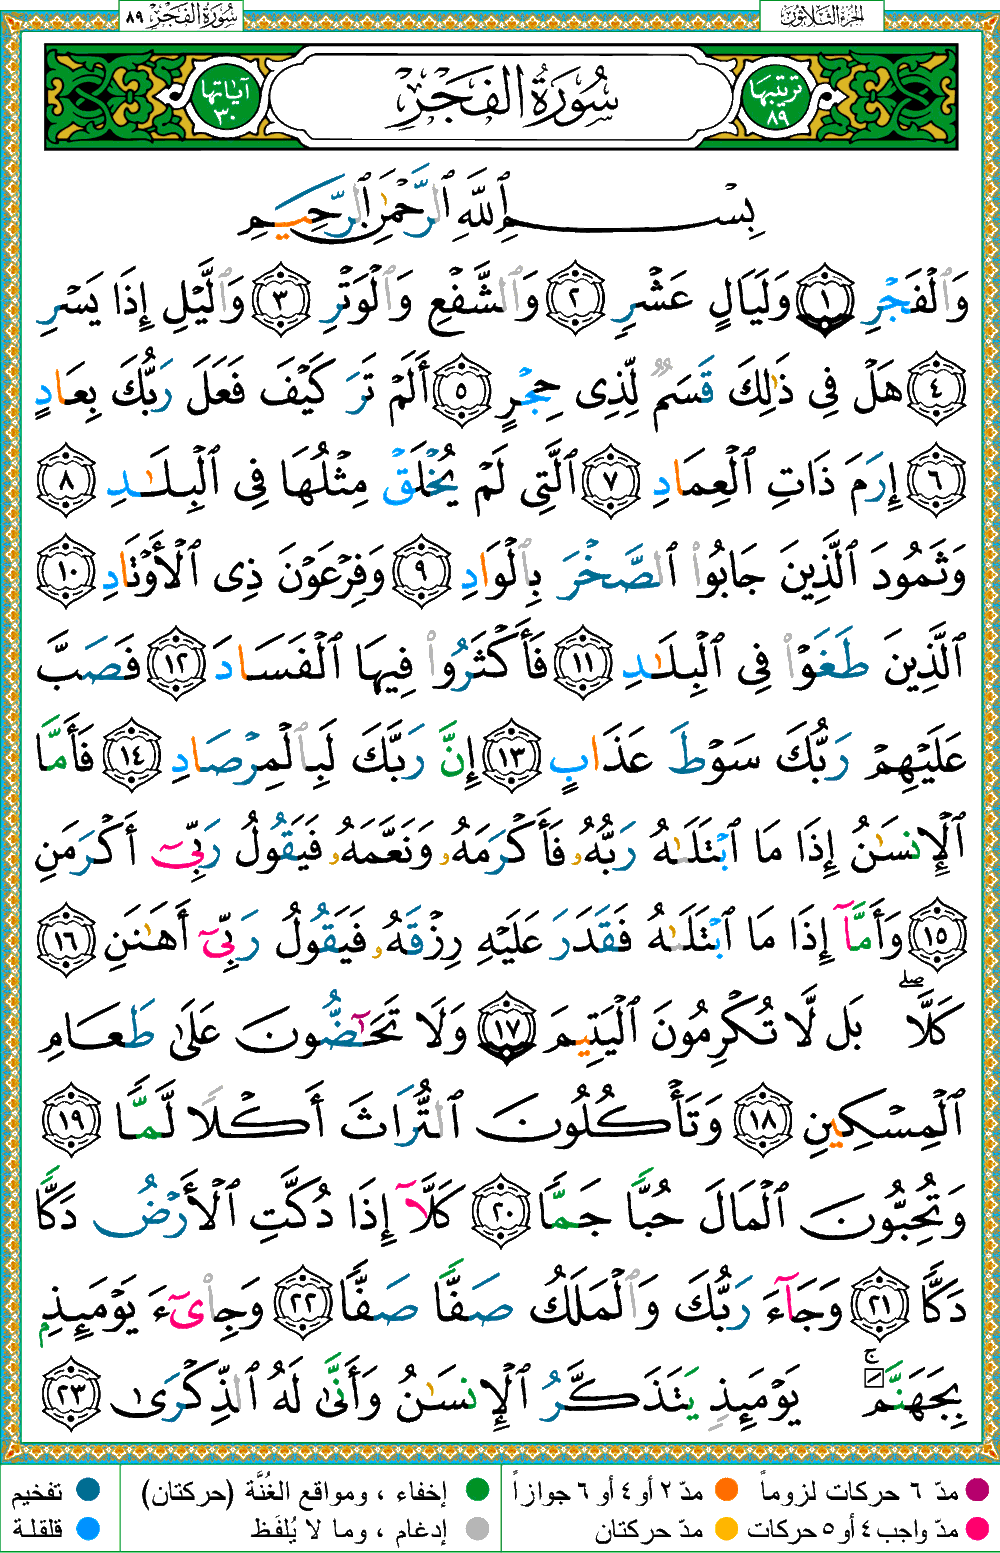 الجزء الثلاثون
سورة الفجر ٨٩
ترتيبها ٨٩
سُورَةُ الفَجْرِ
آياتها ٣٠
بِسْمِ ٱللَّهِ ٱلرَّحْمَٰنِ ٱلرَّحِيمِ
وَٱلْفَجْرِ ١ وَلَيَالٍ عَشْرٍ ٢ وَٱلشَّفْعِ وَٱلْوَتْرِ ٣ وَٱلَّيْلِ إِذَا يَسْرِ
٤ هَلْ فِى ذَٰلِكَ قَسَمٌ لِّذِى حِجْرٍ ٥ أَلَمْ تَرَ كَيْفَ فَعَلَ رَبُّكَ بِعَادٍ
٦ إِرَمَ ذَاتِ ٱلْعِمَادِ ٧ ٱلَّتِى لَمْ يُخْلَقْ مِثْلُهَا فِى ٱلْبِلَٰدِ ٨
وَثَمُودَ ٱلَّذِينَ جَابُوا۟ ٱلصَّخْرَ بِٱلْوَادِ ٩ وَفِرْعَوْنَ ذِى ٱلْأَوْتَادِ ١٠
ٱلَّذِينَ طَغَوْا۟ فِى ٱلْبِلَٰدِ ١١ فَأَكْثَرُوا۟ فِيهَا ٱلْفَسَادَ ١٢ فَصَبَّ
عَلَيْهِمْ رَبُّكَ سَوْطَ عَذَابٍ ١٣ إِنَّ رَبَّكَ لَبِٱلْمِرْصَادِ ١٤ فَأَمَّا
ٱلْإِنسَٰنُ إِذَا مَا ٱبْتَلَىٰهُ رَبُّهُۥ فَأَكْرَمَهُۥ وَنَعَّمَهُۥ فَيَقُولُ رَبِّىٓ أَكْرَمَنِ
١٥ وَأَمَّآ إِذَا مَا ٱبْتَلَىٰهُ فَقَدَرَ عَلَيْهِ رِزْقَهُۥ فَيَقُولُ رَبِّىٓ أَهَٰنَنِ ١٦
كَلَّا ۖ بَل لَّا تُكْرِمُونَ ٱلْيَتِيمَ ١٧ وَلَا تَحَٰٓضُّونَ عَلَىٰ طَعَامِ
ٱلْمِسْكِينِ ١٨ وَتَأْكُلُونَ ٱلتُّرَاثَ أَكْلًا لَّمًّا ١٩
وَتُحِبُّونَ ٱلْمَالَ حُبًّا جَمًّا ٢٠ كَلَّآ إِذَا دُكَّتِ ٱلْأَرْضُ دَكًّا
دَكًّا ٢١ وَجَآءَ رَبُّكَ وَٱلْمَلَكُ صَفًّا صَفًّا ٢٢ وَجِا۟ىٓءَ يَوْمَئِذٍۭ
بِجَهَنَّمَ ۚ يَوْمَئِذٍ يَتَذَكَّرُ ٱلْإِنسَٰنُ وَأَنَّىٰ لَهُ ٱلذِّكْرَىٰ ٢٣
مدّ ٦ حركات لزوماً مدّ ٢ أو ٤ أو ٦ جوازاً إخفاء ، ومواقع الغُنَّة (حركتان) تفخيم
مدّ واجب ٤ أو ٥ حركات مدّ حركتان إدغام ، وما لا يُلفَظ قلقلة